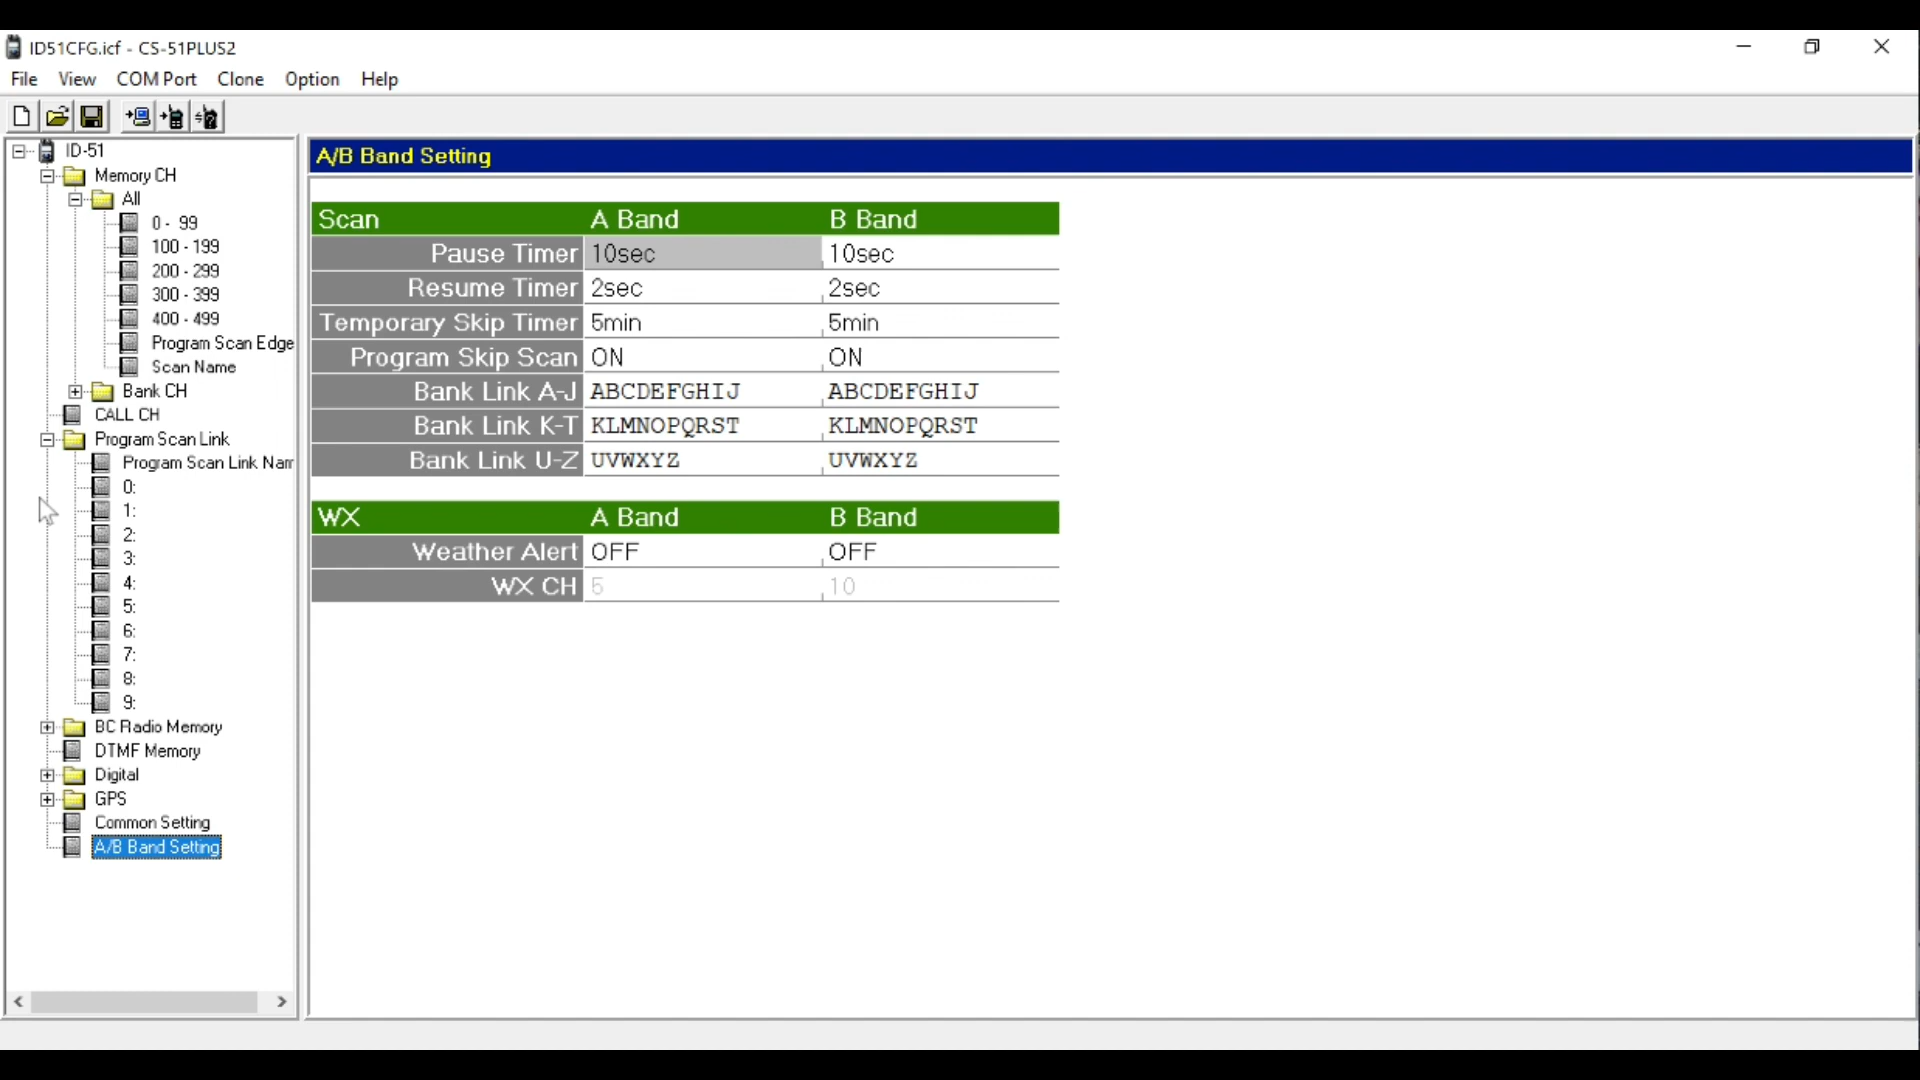 ID51CFG.icf - CS-51PLUS2
File View COM Port Clone Option Help
ID-51
Memory CH
All
0 - 99
100 - 199
200 - 299
300 - 399
400 - 499
Program Scan Edge
Scan Name
Bank CH
CALL CH
Program Scan Link
Program Scan Link Nam
0:
1:
2:
3:
4:
5:
6:
7:
8:
9:
BC Radio Memory
DTMF Memory
Digital
GPS
Common Setting
A/B Band Setting
A/B Band Setting
Scan A Band B Band
Pause Timer 10sec 10sec
Resume Timer 2sec 2sec
Temporary Skip Timer 5min 5min
Program Skip Scan ON ON
Bank Link A-J ABCDEFGHIJ ABCDEFGHIJ
Bank Link K-T KLMNOPQRST KLMNOPQRST
Bank Link U-Z UVWXYZ UVWXYZ
WX A Band B Band
Weather Alert OFF OFF
WX CH 5 10